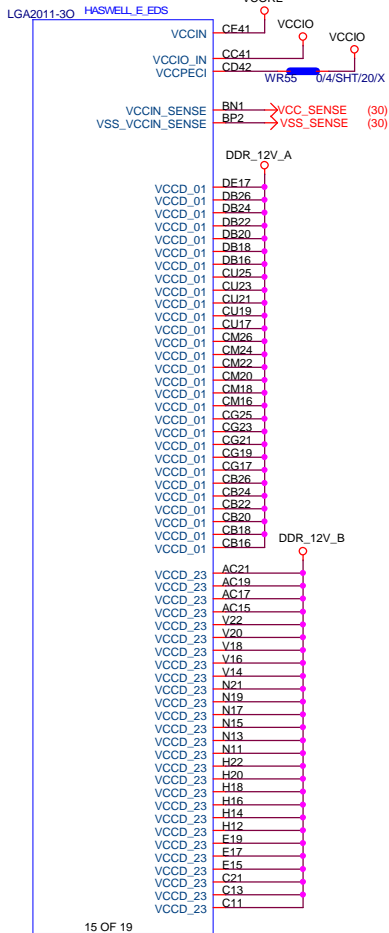 LGA2011-3O HASWELL_E_EDS
VCCIN CE41
VCCIO
VCCIO_IN CC41
VCCIO
VCCPECI CD42
WR55 0/4/SHT/20/X
VCCIN_SENSE BN1 VCC_SENSE (30)
VSS_VCCIN_SENSE BP2 VSS_SENSE (30)
DDR_12V_A
VCCD_01 DE17
VCCD_01 DB26
VCCD_01 DB24
VCCD_01 DB22
VCCD_01 DB20
VCCD_01 DB18
VCCD_01 DB16
VCCD_01 CU25
VCCD_01 CU23
VCCD_01 CU21
VCCD_01 CU19
VCCD_01 CU17
VCCD_01 CM26
VCCD_01 CM24
VCCD_01 CM22
VCCD_01 CM20
VCCD_01 CM18
VCCD_01 CM16
VCCD_01 CG25
VCCD_01 CG23
VCCD_01 CG21
VCCD_01 CG19
VCCD_01 CG17
VCCD_01 CB26
VCCD_01 CB24
VCCD_01 CB22
VCCD_01 CB20
VCCD_01 CB18
VCCD_01 CB16
DDR_12V_B
VCCD_23 AC21
VCCD_23 AC19
VCCD_23 AC17
VCCD_23 AC15
VCCD_23 V22
VCCD_23 V20
VCCD_23 V18
VCCD_23 V16
VCCD_23 V14
VCCD_23 N21
VCCD_23 N19
VCCD_23 N17
VCCD_23 N15
VCCD_23 N13
VCCD_23 N11
VCCD_23 H22
VCCD_23 H20
VCCD_23 H18
VCCD_23 H16
VCCD_23 H14
VCCD_23 H12
VCCD_23 E19
VCCD_23 E17
VCCD_23 E15
VCCD_23 C21
VCCD_23 C13
VCCD_23 C11
15 OF 19